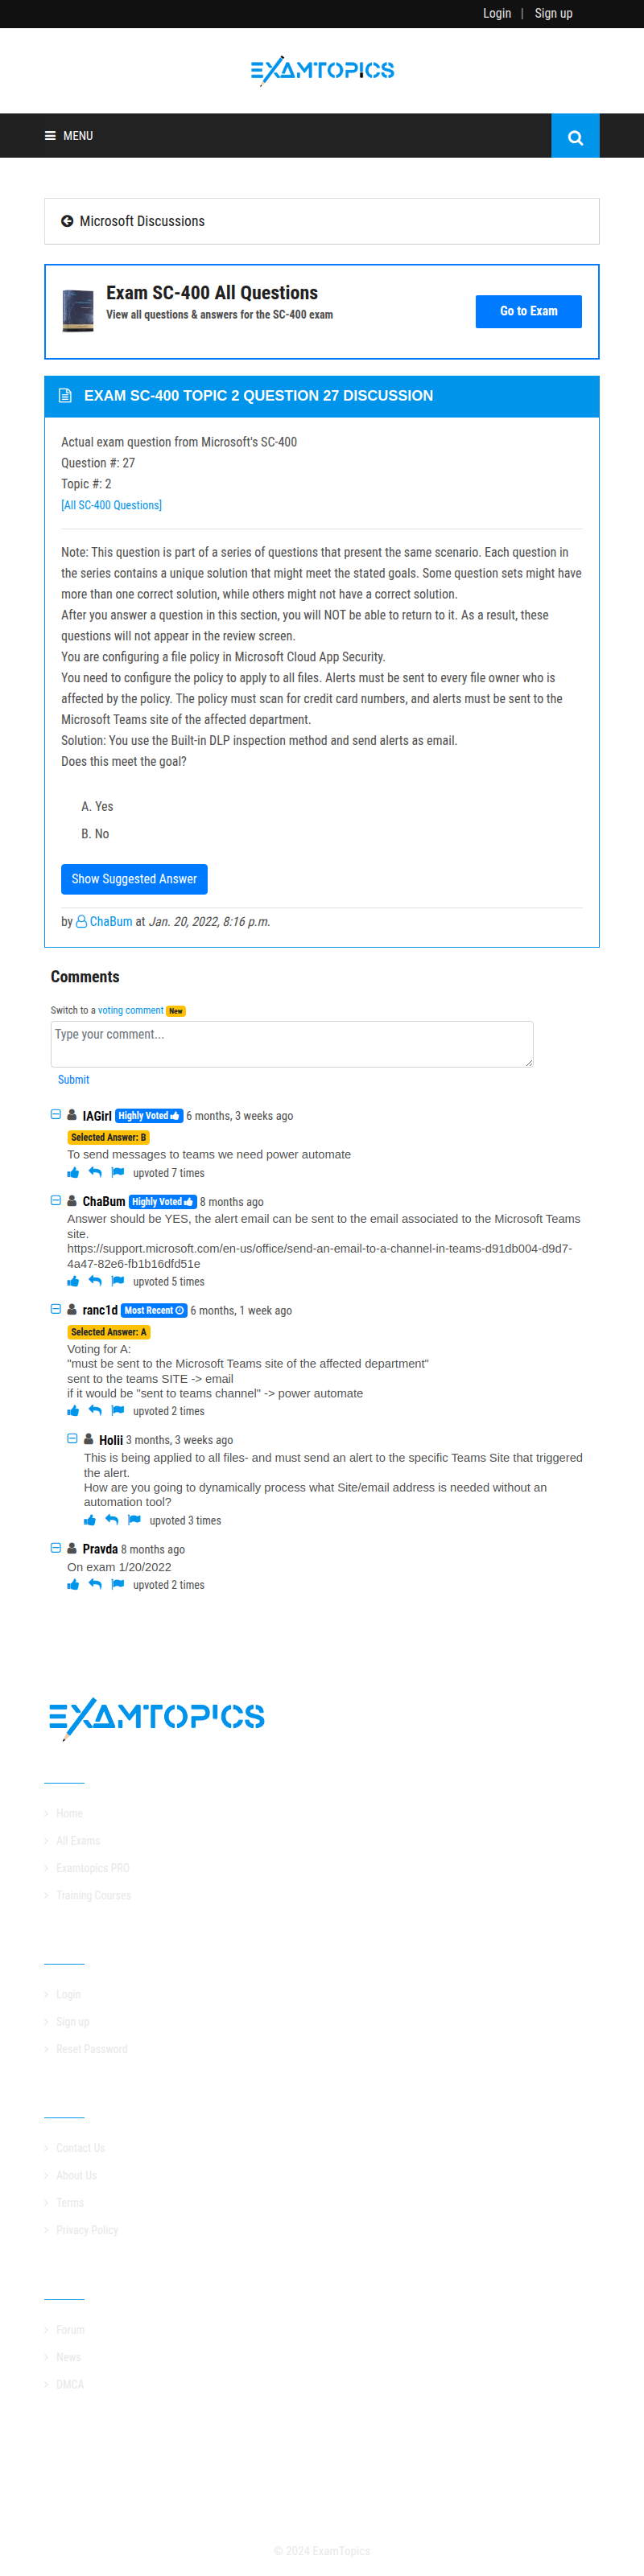 Login | Sign up
EXAMTOPICS
MENU
Microsoft Discussions
Exam SC-400 All Questions
View all questions & answers for the SC-400 exam
Go to Exam
EXAM SC-400 TOPIC 2 QUESTION 27 DISCUSSION
Actual exam question from Microsoft's SC-400
Question #: 27
Topic #: 2
[All SC-400 Questions]
Note: This question is part of a series of questions that present the same scenario. Each question in
the series contains a unique solution that might meet the stated goals. Some question sets might have
more than one correct solution, while others might not have a correct solution.
After you answer a question in this section, you will NOT be able to return to it. As a result, these
questions will not appear in the review screen.
You are configuring a file policy in Microsoft Cloud App Security.
You need to configure the policy to apply to all files. Alerts must be sent to every file owner who is
affected by the policy. The policy must scan for credit card numbers, and alerts must be sent to the
Microsoft Teams site of the affected department.
Solution: You use the Built-in DLP inspection method and send alerts as email.
Does this meet the goal?
A. Yes
B. No
Show Suggested Answer
by ChaBum at Jan. 20, 2022, 8:16 p.m.
Comments
Switch to a voting comment New
Type your comment...
Submit
IAGirl Highly Voted 6 months, 3 weeks ago
Selected Answer: B
To send messages to teams we need power automate
upvoted 7 times
ChaBum Highly Voted 8 months ago
Answer should be YES, the alert email can be sent to the email associated to the Microsoft Teams
site.
https://support.microsoft.com/en-us/office/send-an-email-to-a-channel-in-teams-d91db004-d9d7-
4a47-82e6-fb1b16dfd51e
upvoted 5 times
ranc1d Most Recent 6 months, 1 week ago
Selected Answer: A
Voting for A:
"must be sent to the Microsoft Teams site of the affected department"
sent to the teams SITE -> email
if it would be "sent to teams channel" -> power automate
upvoted 2 times
Holii 3 months, 3 weeks ago
This is being applied to all files- and must send an alert to the specific Teams Site that triggered
the alert.
How are you going to dynamically process what Site/email address is needed without an
automation tool?
upvoted 3 times
Pravda 8 months ago
On exam 1/20/2022
upvoted 2 times
EXAMTOPICS
Home
All Exams
Examtopics PRO
Training Courses
Login
Sign up
Reset Password
Contact Us
About Us
Terms
Privacy Policy
Forum
News
DMCA
© 2024 ExamTopics